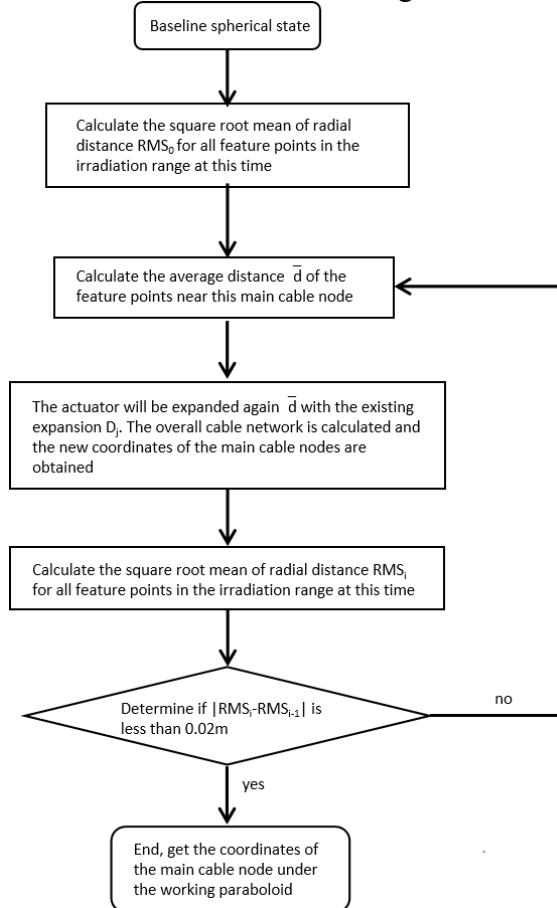 Baseline spherical state
Calculate the square root mean of radial
distance RMS₀ for all feature points in the
irradiation range at this time
Calculate the average distance d̅ of the
feature points near this main cable node
The actuator will be expanded again d̅ with the existing
expansion Dⱼ. The overall cable network is calculated and
the new coordinates of the main cable nodes are
obtained
Calculate the square root mean of radial distance RMSᵢ
for all feature points in the irradiation range at this time
Determine if |RMSᵢ-RMSᵢ₋₁| is
less than 0.02m
no
yes
End, get the coordinates of
the main cable node under
the working paraboloid